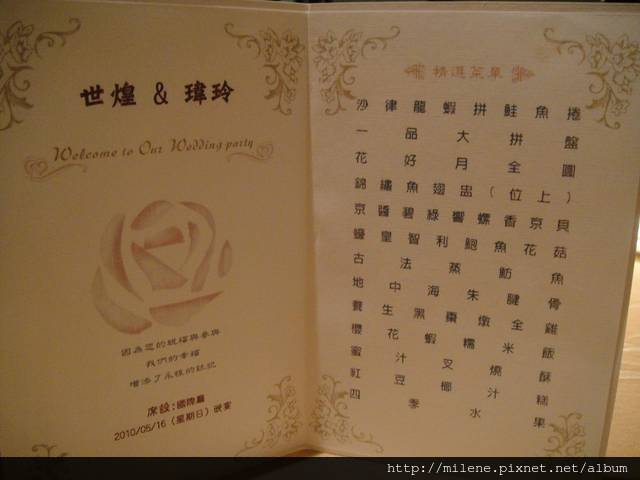 世煌 & 瑋玲
Welcome to Our Wedding party
因為您的祝福與參與
我們的幸福
增添了永恆的註記
席設:國際廳
2010/05/16（星期日）晚宴
精選菜單
沙律龍蝦拼鮭魚捲
一品大拼盤
花好月全圓
錦繡魚翅盅(位上)
京醬碧綠響螺香京貝
蠔皇智利鮑魚花菇
古法蒸魴魚
地中海朱腱骨
養生黑棗燉全雞
櫻花蝦糯米飯
蜜汁叉燒酥
紅豆椰汁糕
四季水果
http://milene.pixnet.net/album